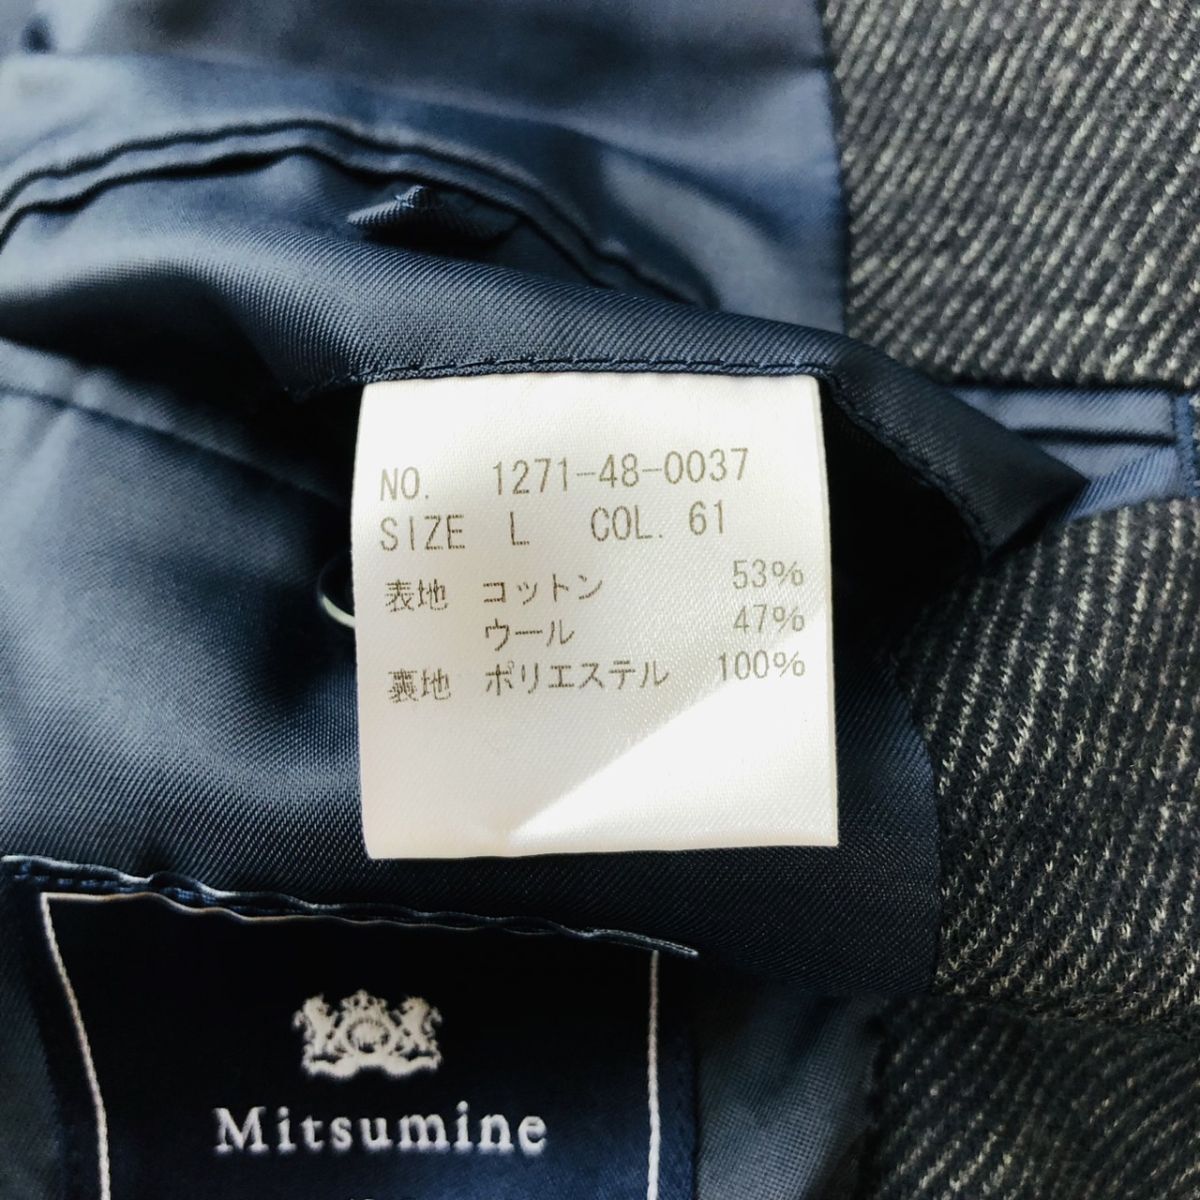 NO. 1271-48-0037
SIZE L COL. 61
表地 コットン 53%
ウール 47%
裏地 ポリエステル 100%
Mitsumine